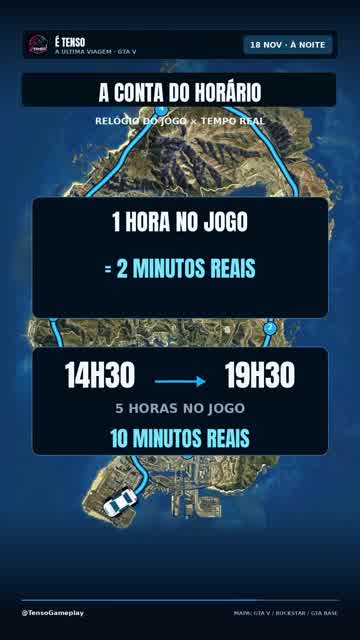 É TENSO
A ÚLTIMA VIAGEM · GTA V
18 NOV · À NOITE
A CONTA DO HORÁRIO
RELÓGIO DO JOGO × TEMPO REAL
1 HORA NO JOGO
= 2 MINUTOS REAIS
2
14H30 → 19H30
5 HORAS NO JOGO
10 MINUTOS REAIS
@TensoGameplay
MAPA: GTA V / ROCKSTAR / GTA BASE